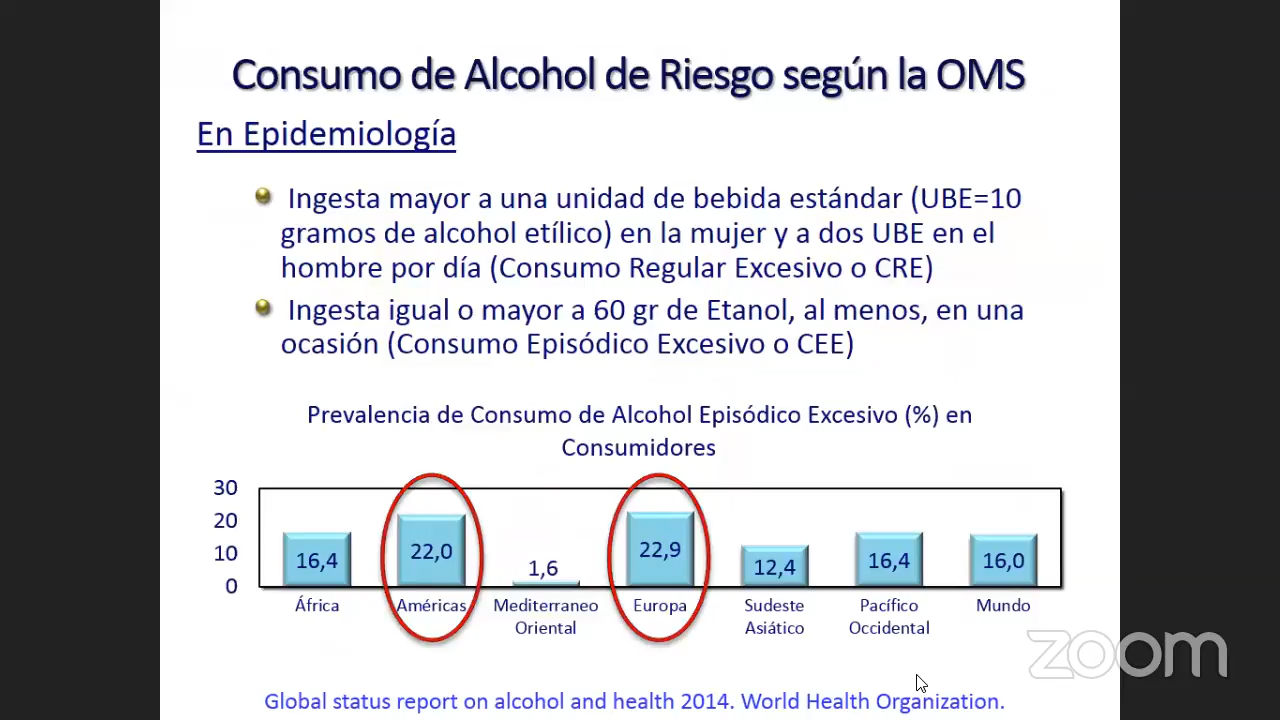 Consumo de Alcohol de Riesgo según la OMS
En Epidemiología
Ingesta mayor a una unidad de bebida estándar (UBE=10
gramos de alcohol etílico) en la mujer y a dos UBE en el
hombre por día (Consumo Regular Excesivo o CRE)
Ingesta igual o mayor a 60 gr de Etanol, al menos, en una
ocasión (Consumo Episódico Excesivo o CEE)
Prevalencia de Consumo de Alcohol Episódico Excesivo (%) en
Consumidores
30
20
10
0
16,4
22,0
1,6
22,9
12,4
16,4
16,0
África
Américas
Mediterraneo
Oriental
Europa
Sudeste
Asiático
Pacífico
Occidental
Mundo
zoom
Global status report on alcohol and health 2014. World Health Organization.